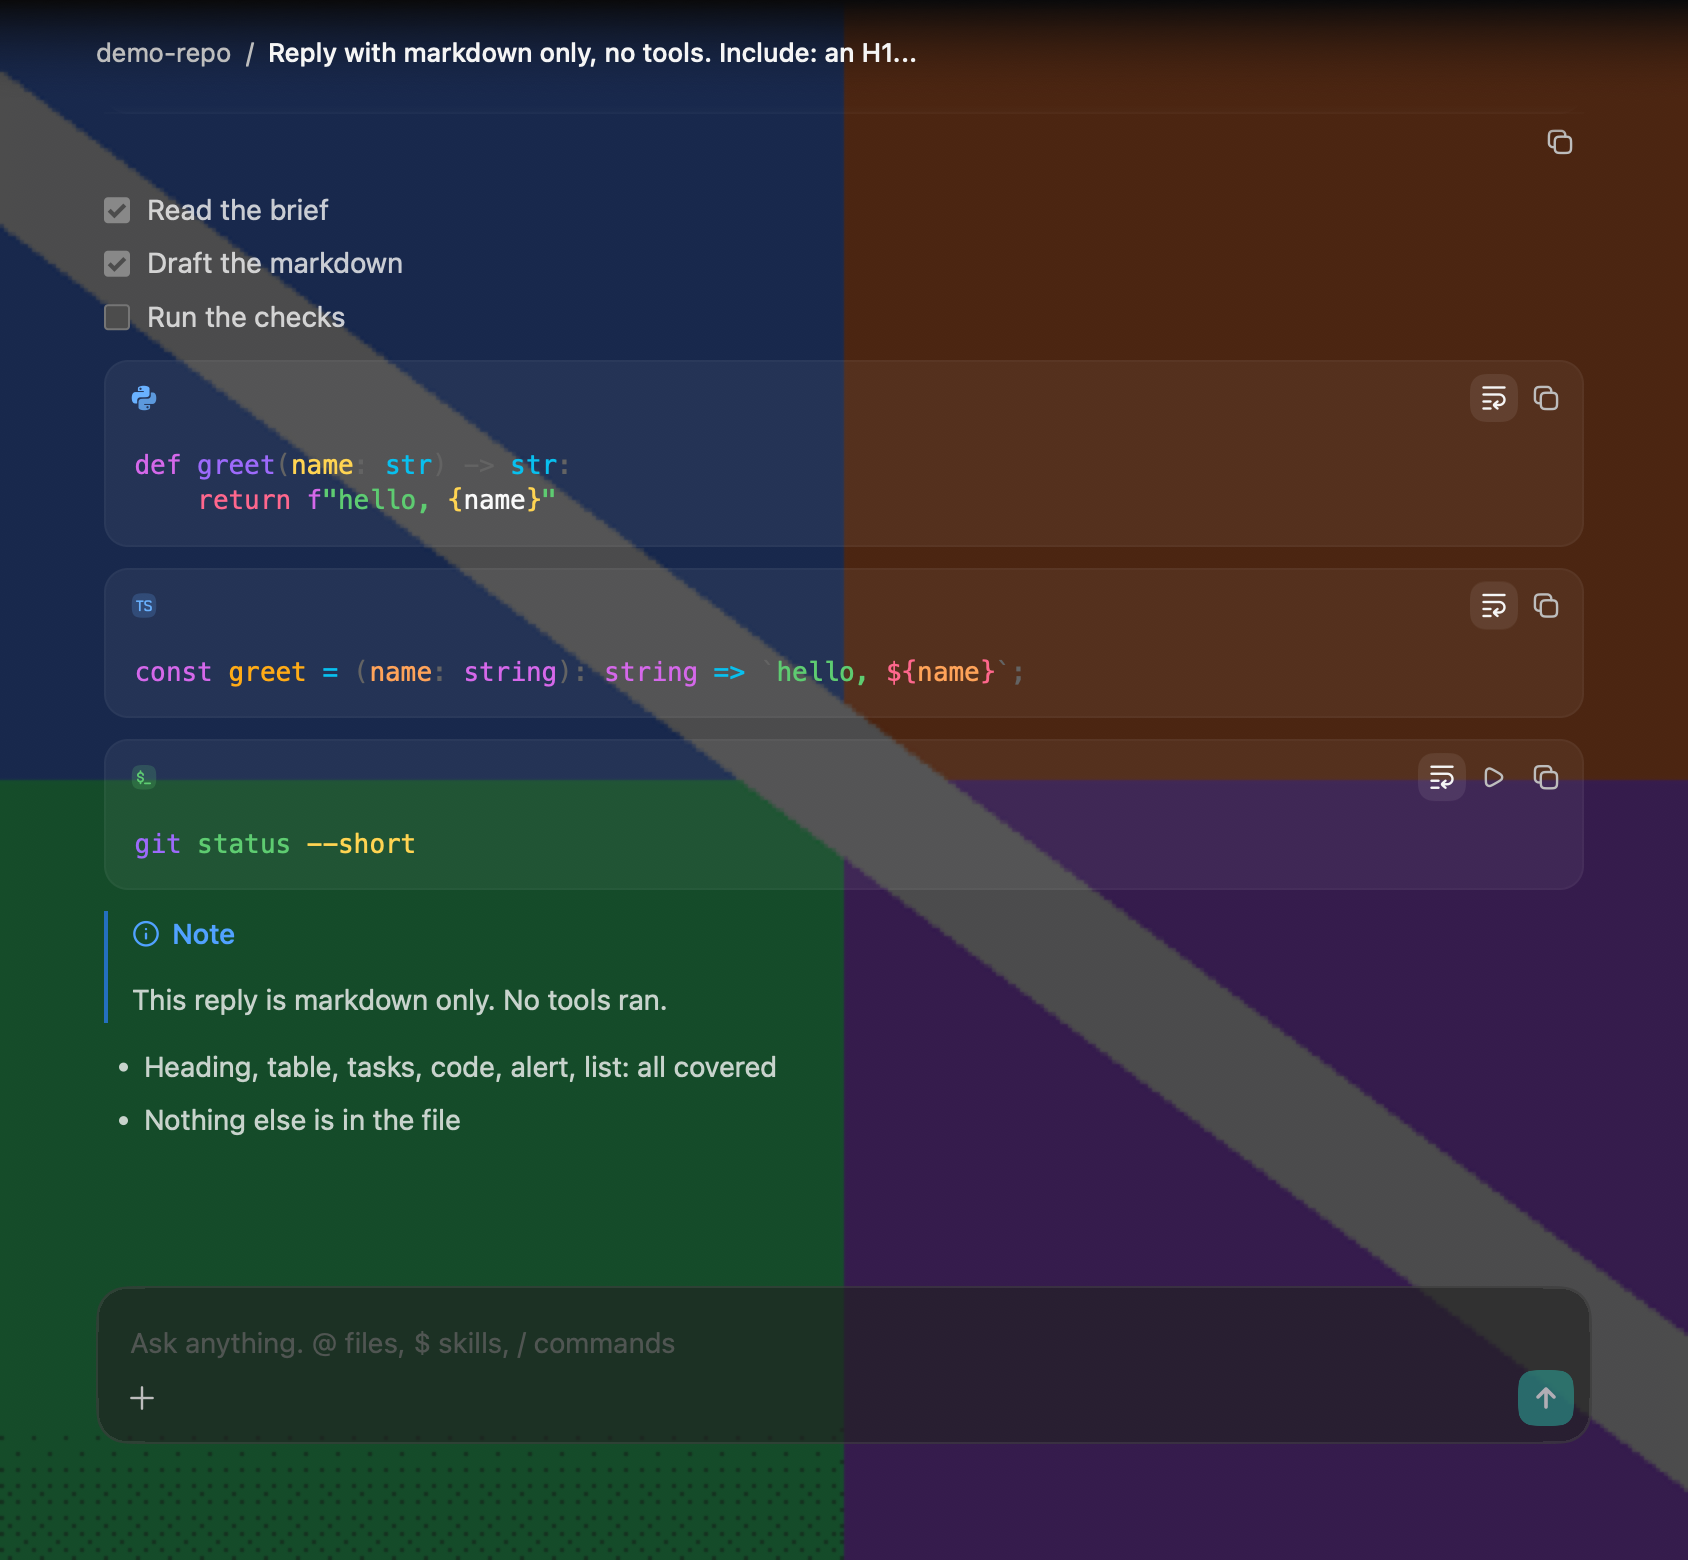 demo-repo / Reply with markdown only, no tools. Include: an H1...
Read the brief
Draft the markdown
Run the checks
def greet(name: str) -> str:
    return f"hello, {name}"
TS
const greet = (name: string): string => `hello, ${name}`;
$_
git status --short
Note
This reply is markdown only. No tools ran.
• Heading, table, tasks, code, alert, list: all covered
• Nothing else is in the file
Ask anything. @ files, $ skills, / commands